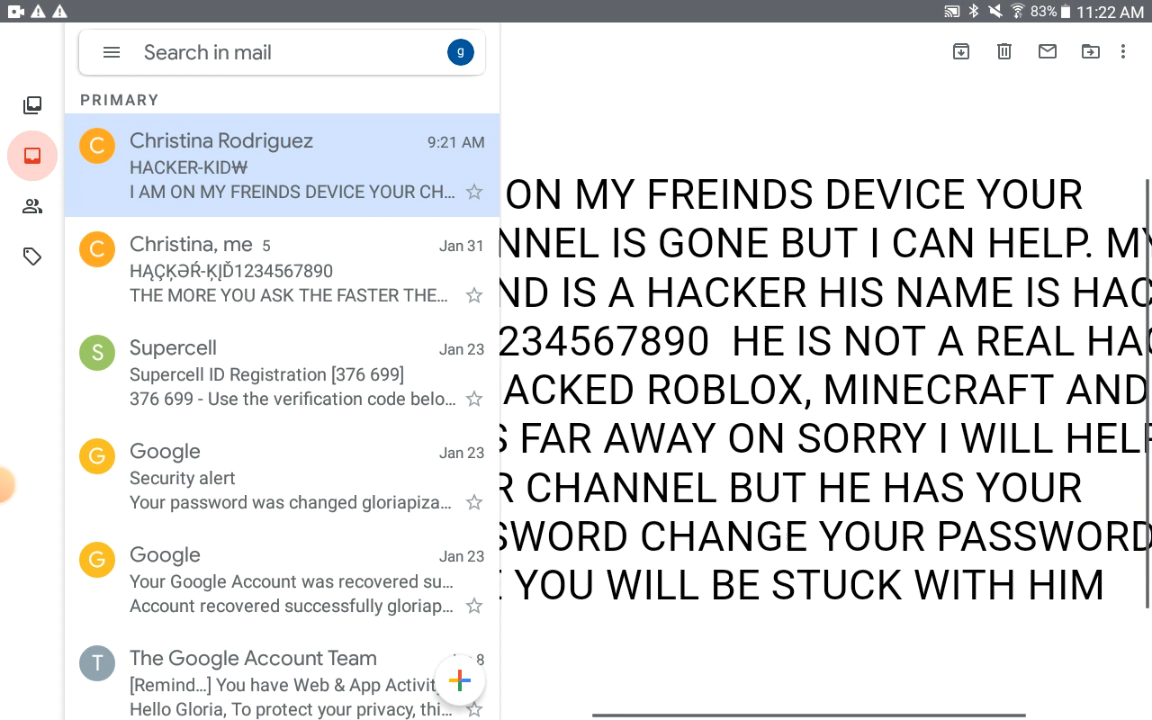 83% 11:22 AM
Search in mail
g
PRIMARY
C
Christina Rodriguez
9:21 AM
HACKER-KID₩
I AM ON MY FREINDS DEVICE YOUR CH...
C
Christina, me 5
Jan 31
HĄÇĶƏŔ-ĶĮĎ1234567890
THE MORE YOU ASK THE FASTER THE...
S
Supercell
Jan 23
Supercell ID Registration [376 699]
376 699 - Use the verification code belo...
G
Google
Jan 23
Security alert
Your password was changed gloriapiza...
G
Google
Jan 23
Your Google Account was recovered su...
Account recovered successfully gloriap...
T
The Google Account Team
8
[Remind...] You have Web & App Activit
Hello Gloria, To protect your privacy, thi...
ON MY FREINDS DEVICE YOUR
NNEL IS GONE BUT I CAN HELP. MY
ND IS A HACKER HIS NAME IS HAC
234567890 HE IS NOT A REAL HAC
ACKED ROBLOX, MINECRAFT AND
S FAR AWAY ON SORRY I WILL HELP
R CHANNEL BUT HE HAS YOUR
SWORD CHANGE YOUR PASSWORD
YOU WILL BE STUCK WITH HIM